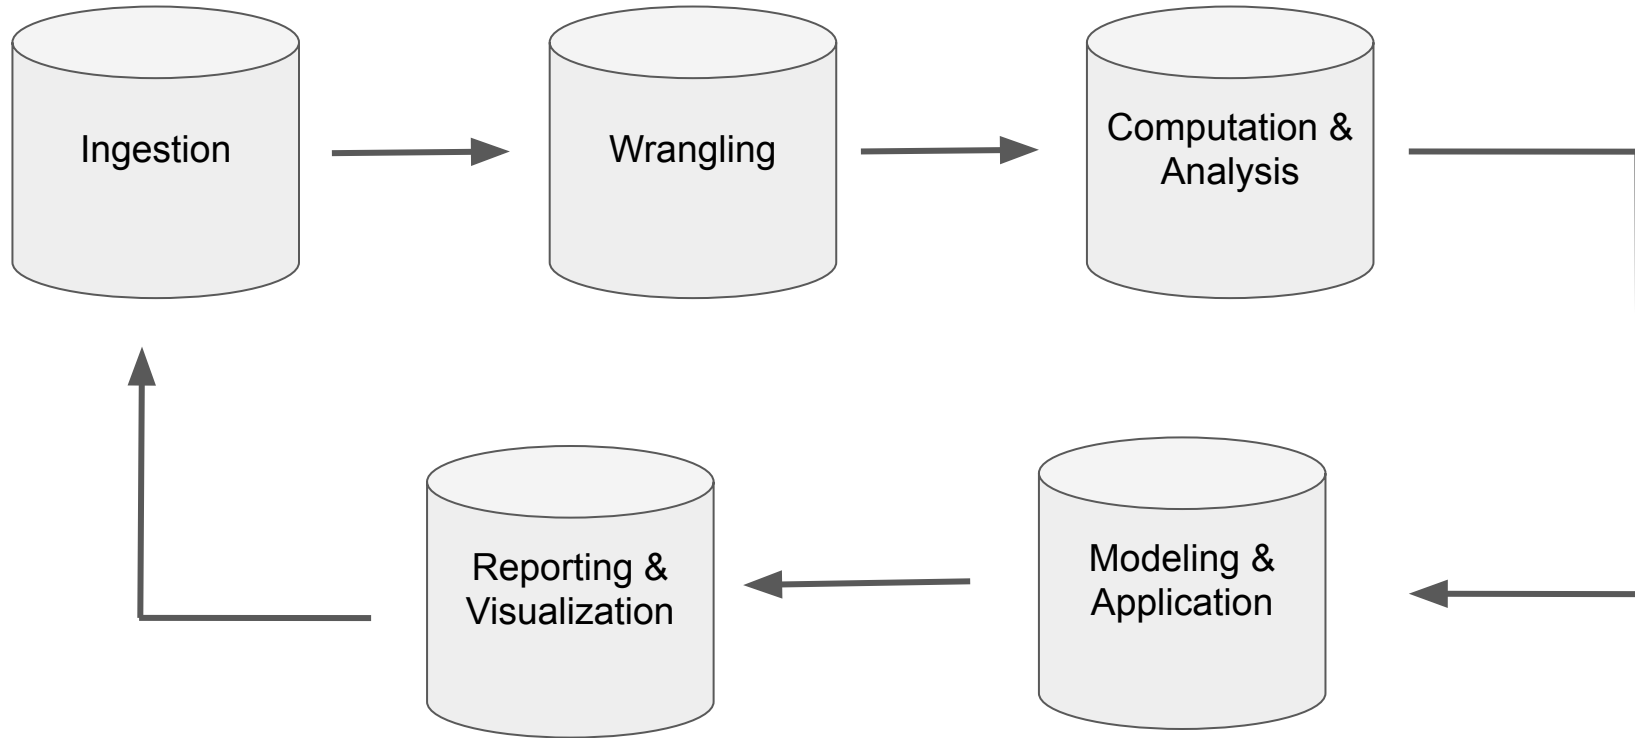 Ingestion
Wrangling
Computation &
Analysis
Reporting &
Visualization
Modeling &
Application